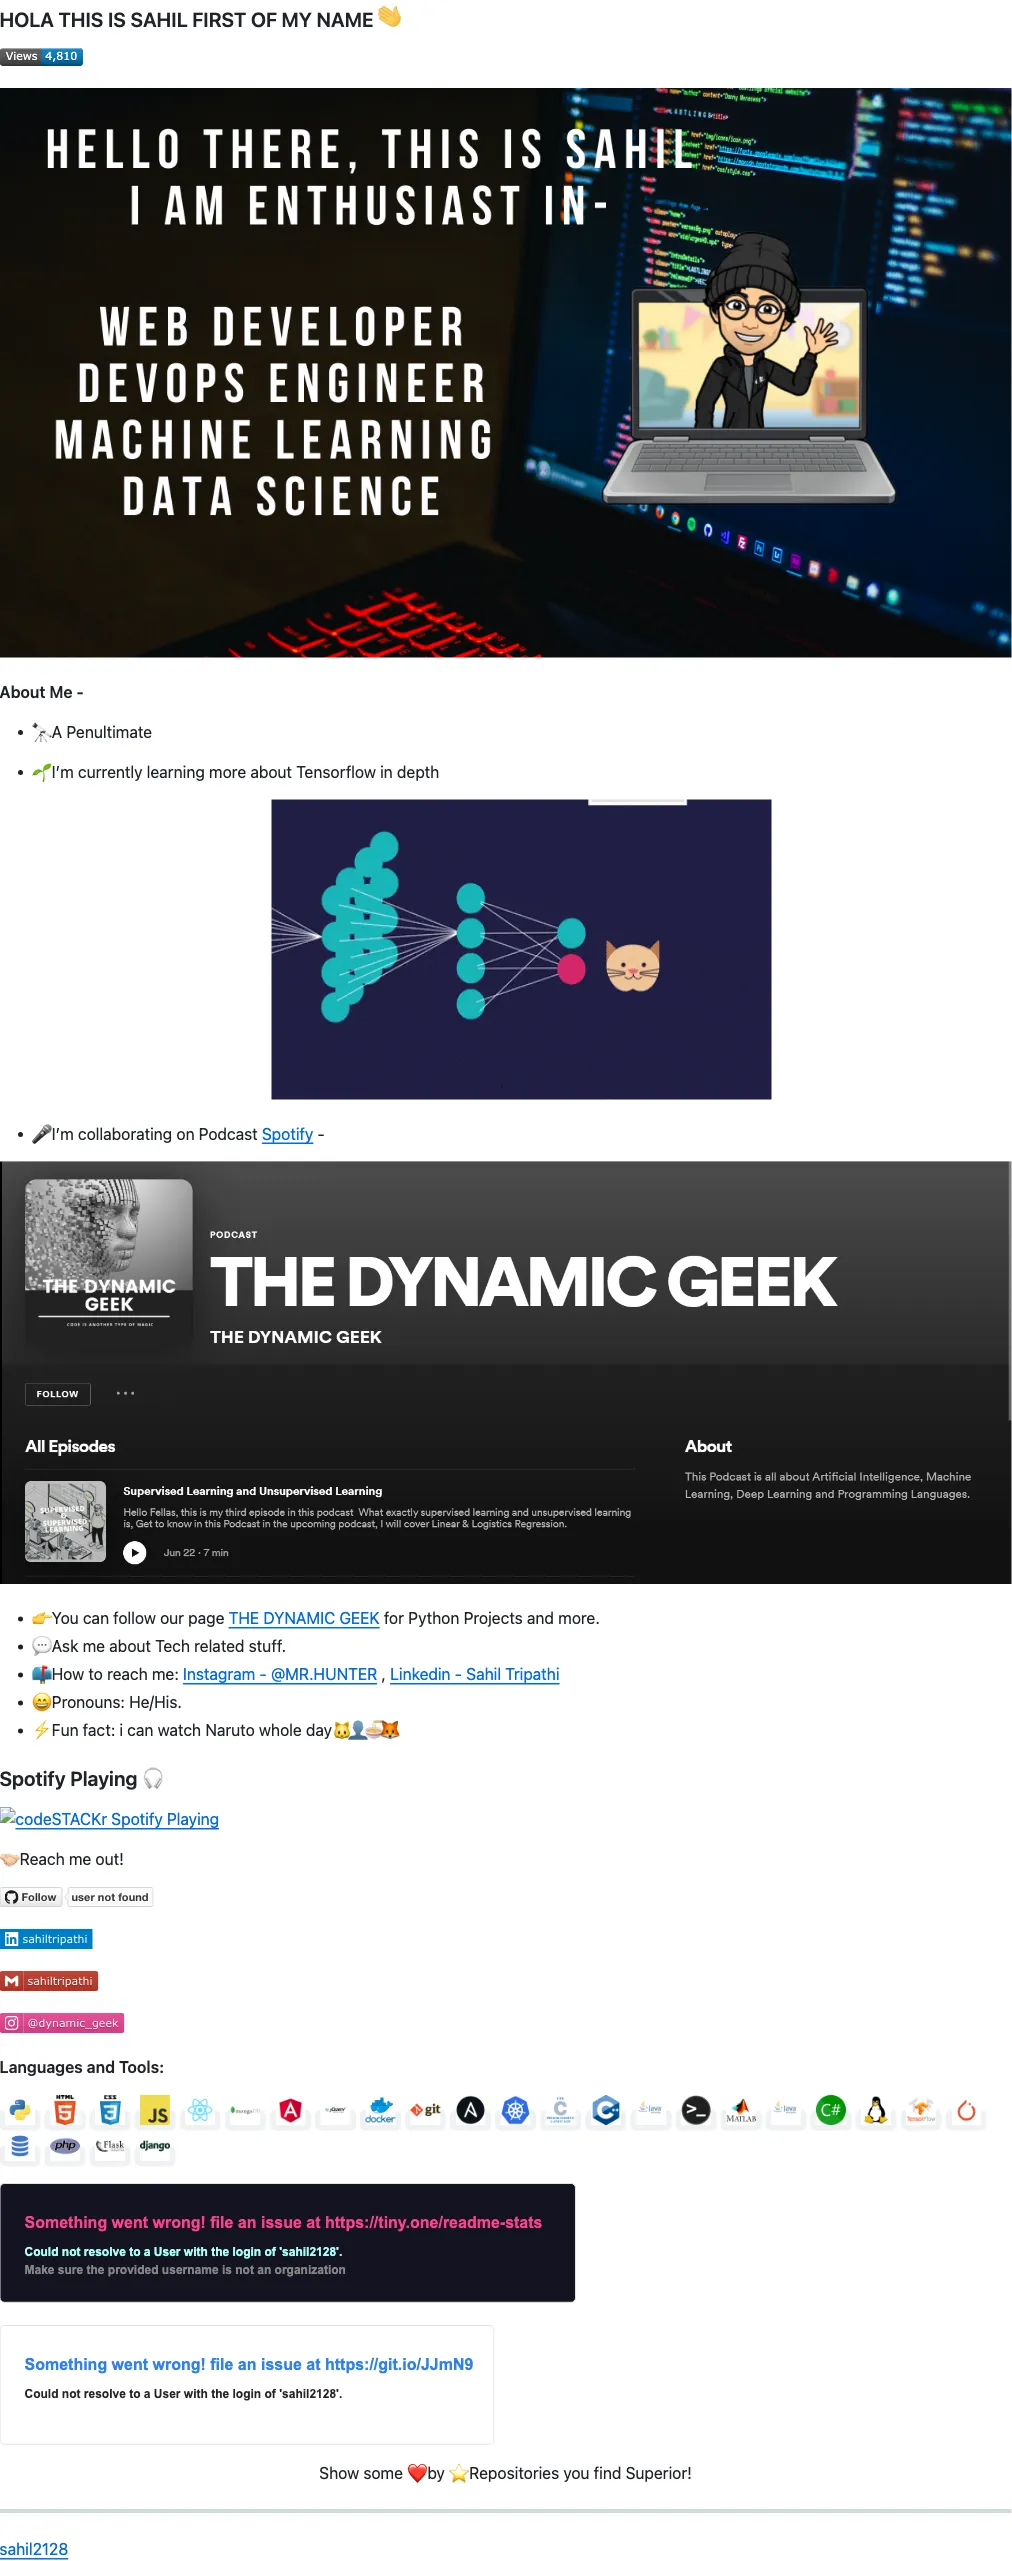 HOLA THIS IS SAHIL FIRST OF MY NAME 👋
Views 4,810
HELLO THERE, THIS IS SAHIL
I AM ENTHUSIAST IN-
WEB DEVELOPER
DEVOPS ENGINEER
MACHINE LEARNING
DATA SCIENCE
About Me -
A Penultimate
I'm currently learning more about Tensorflow in depth
I'm collaborating on Podcast Spotify -
THE DYNAMIC
GEEK
CODE IS ANOTHER TYPE OF MAGIC
PODCAST
THE DYNAMIC GEEK
THE DYNAMIC GEEK
FOLLOW
All Episodes
About
This Podcast is all about Artificial Intelligence, Machine
Learning, Deep Learning and Programming Languages.
SUPERVISED
&
SUPERVISED
LEARNING
Supervised Learning and Unsupervised Learning
Hello Fellas, this is my third episode in this podcast What exactly supervised learning and unsupervised learning
is, Get to know in this Podcast in the upcoming podcast, I will cover Linear & Logistics Regression.
Jun 22 · 7 min
👉You can follow our page THE DYNAMIC GEEK for Python Projects and more.
💬Ask me about Tech related stuff.
📫How to reach me: Instagram - @MR.HUNTER , Linkedin - Sahil Tripathi
😄Pronouns: He/His.
⚡Fun fact: i can watch Naruto whole day
Spotify Playing 🎧
codeSTACKr Spotify Playing
Reach me out!
Follow user not found
sahiltripathi
sahiltripathi
@dynamic_geek
Languages and Tools:
HTML 5 CSS 3 JS mongoDB A jQuery docker git A C C++ Java >_ MATLAB Java C# TensorFlow
php Flask django
Something went wrong! file an issue at https://tiny.one/readme-stats
Could not resolve to a User with the login of 'sahil2128'.
Make sure the provided username is not an organization
Something went wrong! file an issue at https://git.io/JJmN9
Could not resolve to a User with the login of 'sahil2128'.
Show some ❤️by ⭐Repositories you find Superior!
sahil2128